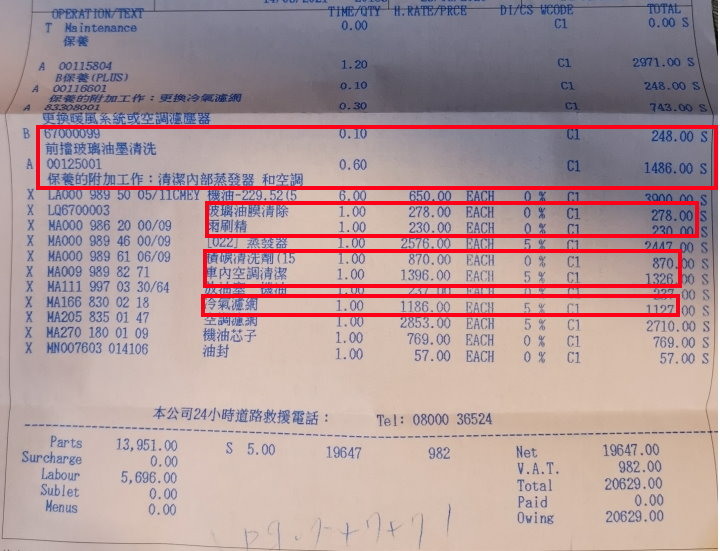 OPERATION/TEXT TIME/QTY H.RATE/PRCE DI/CS WCODE TOTAL
T Maintenance 0.00 C1 0.00 S
保養
A 00115804 1.20 2971.00 S
B保養(PLUS)
A 00116601 0.10 C1 248.00 S
保養的附加工作：更換冷氣濾網
A 83308001 0.30 C1 743.00 S
更換暖風系統或空調濾塵器
B 67000099 0.10 C1 248.00 S
前擋玻璃油墨清洗
A 00125001 0.60 C1 1486.00 S
保養的附加工作：清潔內部蒸發器 和空調
X LA000 989 50 05/11CMEY 機油-229.52(5 6.00 650.00 EACH 0 % C1 3900.00 S
X LQ6700003 玻璃油膜清除 1.00 278.00 EACH 0 % C1 278.00 S
X MA000 986 20 00/09 雨刷精 1.00 230.00 EACH 0 % C1 230.00 S
X MA000 989 46 00/09 [022] 蒸發器 1.00 2576.00 EACH 5 % C1 2447.00 S
X MA000 989 61 06/09 積碳清洗劑(15 1.00 870.00 EACH 0 % C1 870.00 S
X MA009 989 82 71 車內空調清潔 1.00 1396.00 EACH 5 % C1 1326.00 S
X MA111 997 03 30/64 放油塞 機油 1.00 237.00 EACH 0 % C1 237.00 S
X MA166 830 02 18 冷氣濾網 1.00 1186.00 EACH 5 % C1 1127.00 S
X MA205 835 01 47 空調濾網 1.00 2853.00 EACH 5 % C1 2710.00 S
X MA270 180 01 09 機油芯子 1.00 769.00 EACH 0 % C1 769.00 S
X MN007603 014106 油封 1.00 57.00 EACH 0 % C1 57.00 S
本公司24小時道路救援電話： Tel: 08000 36524
Parts 13,951.00 S 5.00 19647 982 Net 19647.00
Surcharge 0.00 V.A.T. 982.00
Labour 5,696.00 Total 20629.00
Sublet 0.00 Paid 0.00
Menus 0.00 Owing 20629.00